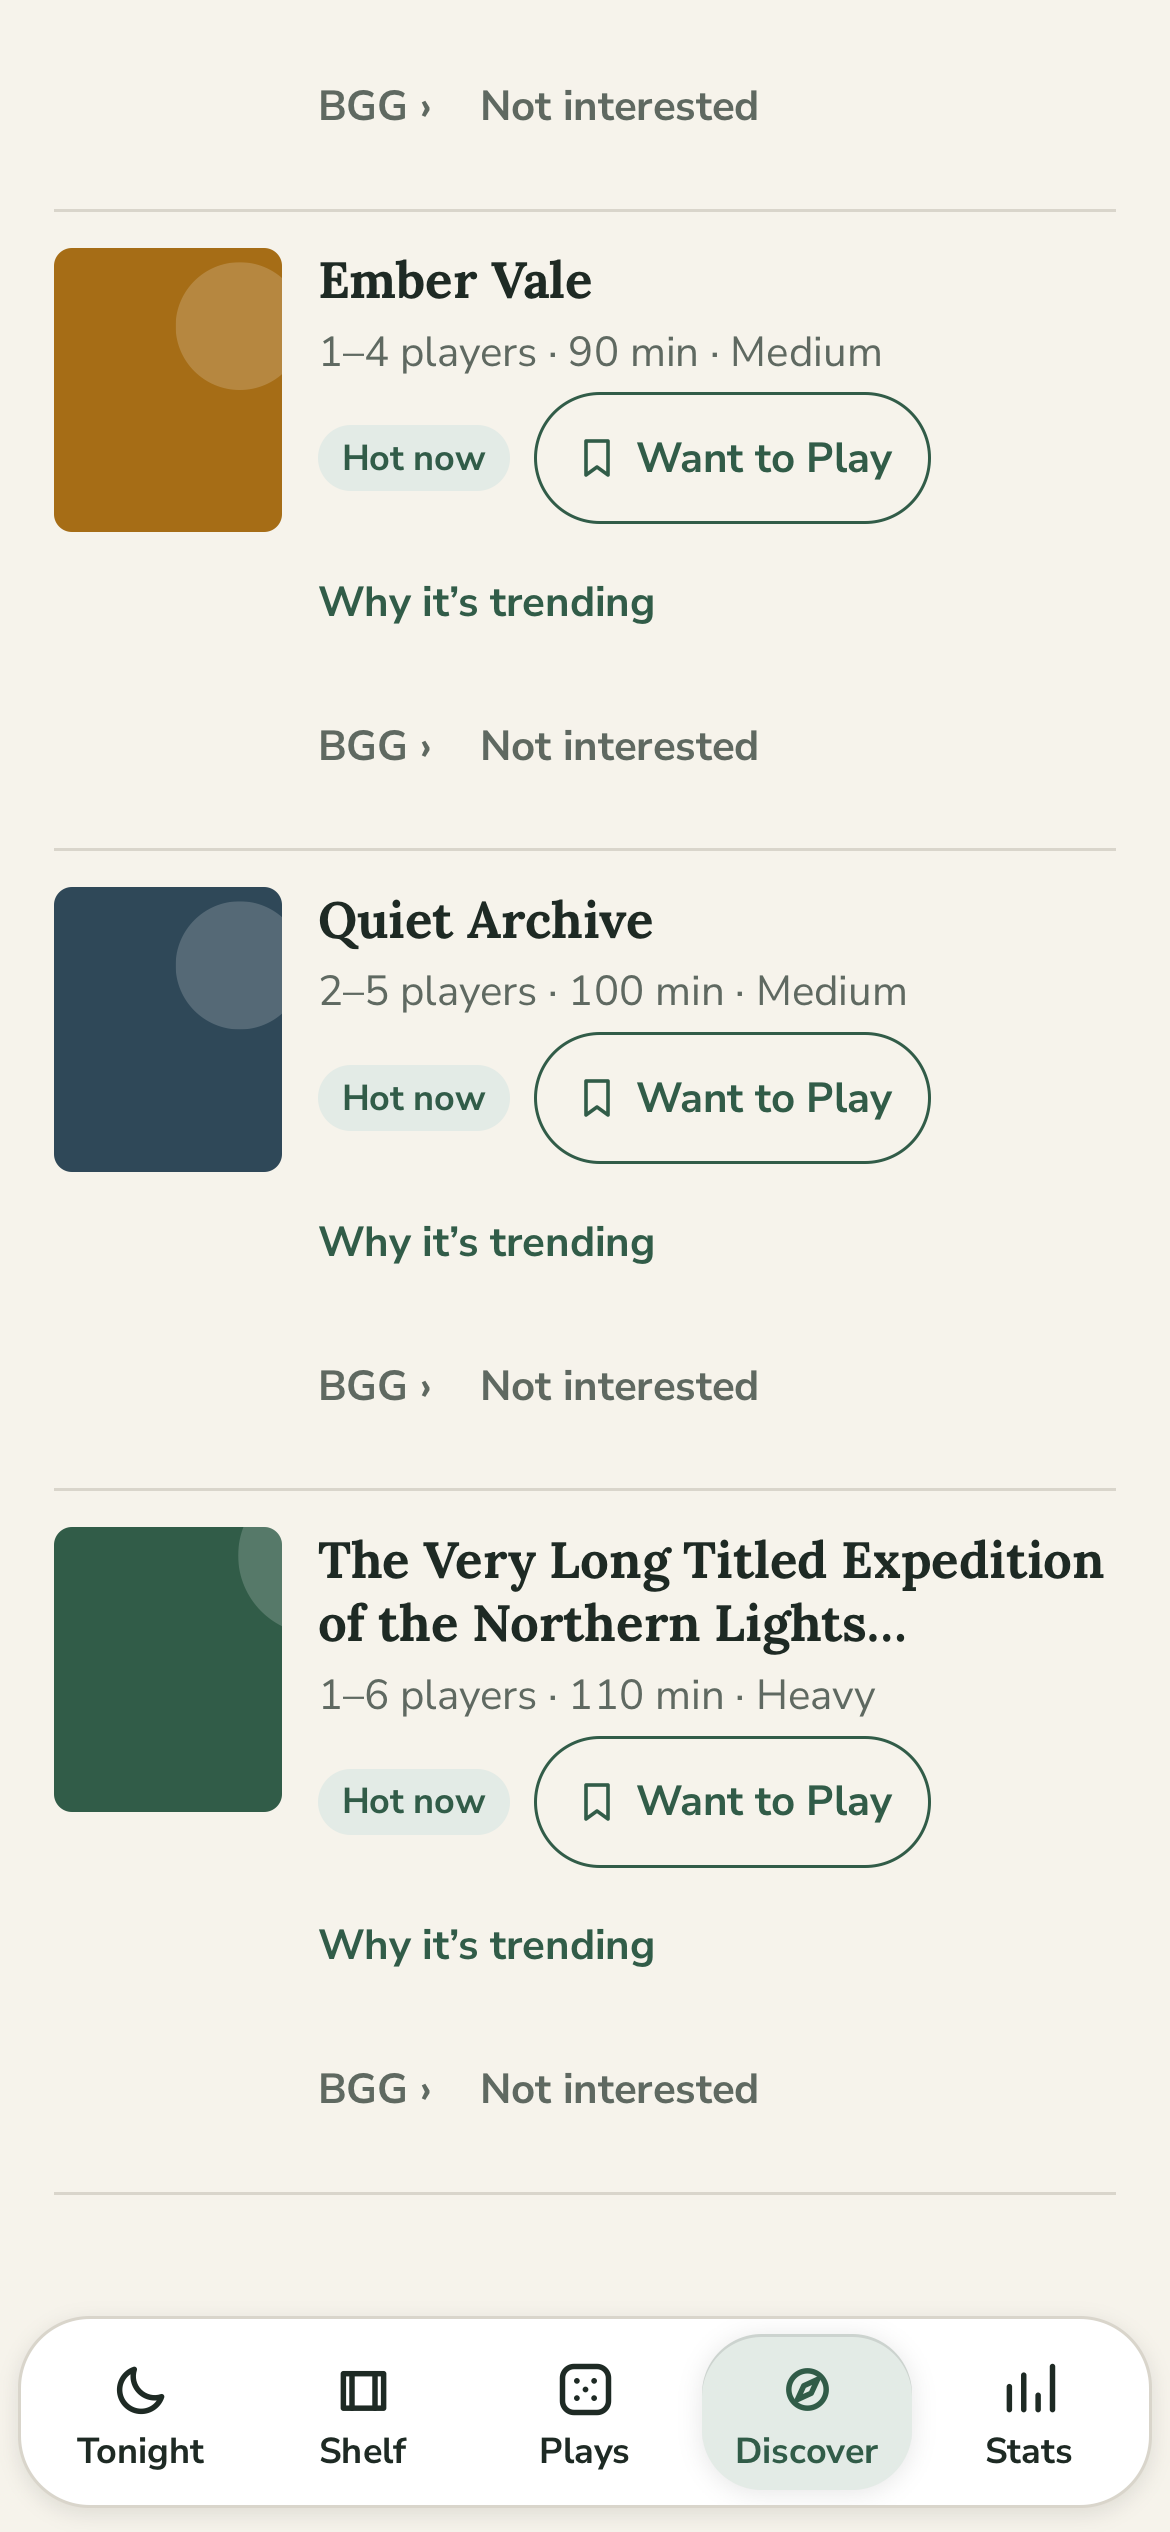 BGG › Not interested
Ember Vale
1–4 players · 90 min · Medium
Hot now Want to Play
Why it’s trending
BGG › Not interested
Quiet Archive
2–5 players · 100 min · Medium
Hot now Want to Play
Why it’s trending
BGG › Not interested
The Very Long Titled Expedition
of the Northern Lights…
1–6 players · 110 min · Heavy
Hot now Want to Play
Why it’s trending
BGG › Not interested
Tonight Shelf Plays Discover Stats